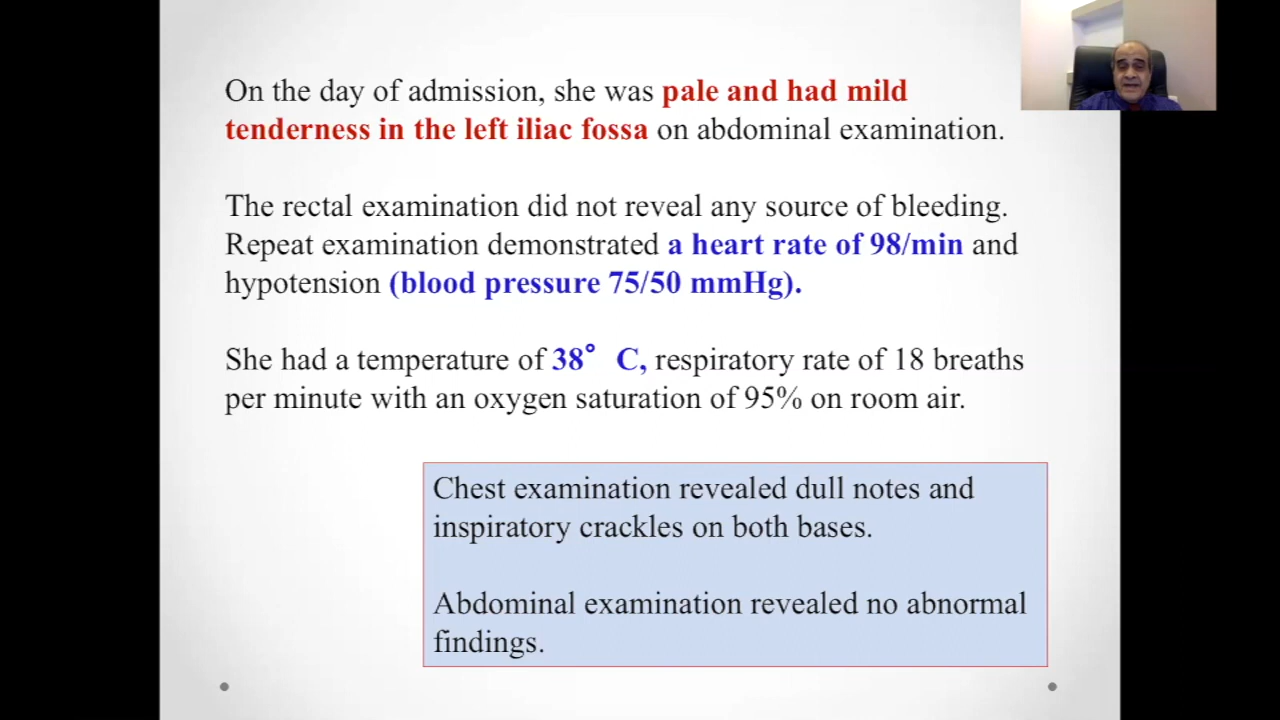 On the day of admission, she was pale and had mild
tenderness in the left iliac fossa on abdominal examination.
The rectal examination did not reveal any source of bleeding.
Repeat examination demonstrated a heart rate of 98/min and
hypotension (blood pressure 75/50 mmHg).
She had a temperature of 38° C, respiratory rate of 18 breaths
per minute with an oxygen saturation of 95% on room air.
Chest examination revealed dull notes and
inspiratory crackles on both bases.
Abdominal examination revealed no abnormal
findings.